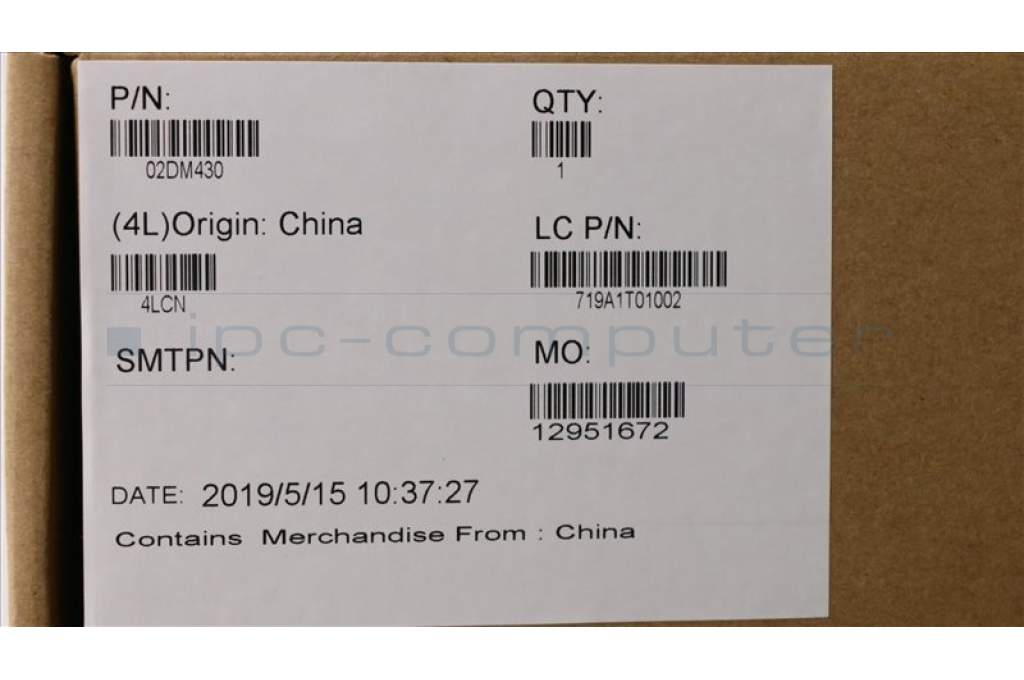 P/N:
02DM430
QTY:
1
(4L)Origin: China
4LCN
LC P/N:
719A1T01002
ipc-computer
SMTPN:
MO:
12951672
DATE: 2019/5/15 10:37:27
Contains Merchandise From : China